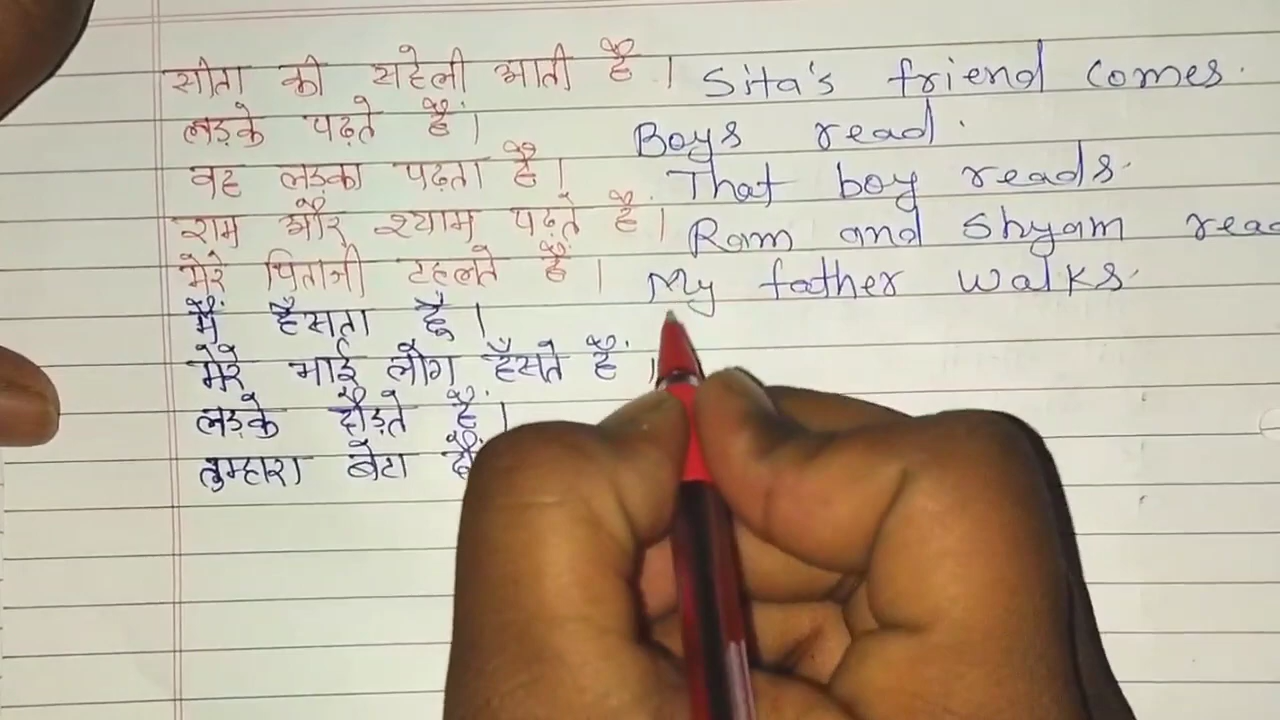 सीता की सहेली आती है । Sita's friend comes.
लड़के पढ़ते हैं । Boys read.
वह लड़का पढ़ता है । That boy reads.
राम और श्याम पढ़ते हैं । Ram and Shyam read
मेरे पिताजी टहलते हैं । My father walks.
मैं हँसता हूँ ।
मेरे भाई लोग हँसते हैं ।
लड़के दौड़ते हैं ।
तुम्हारा बेटा